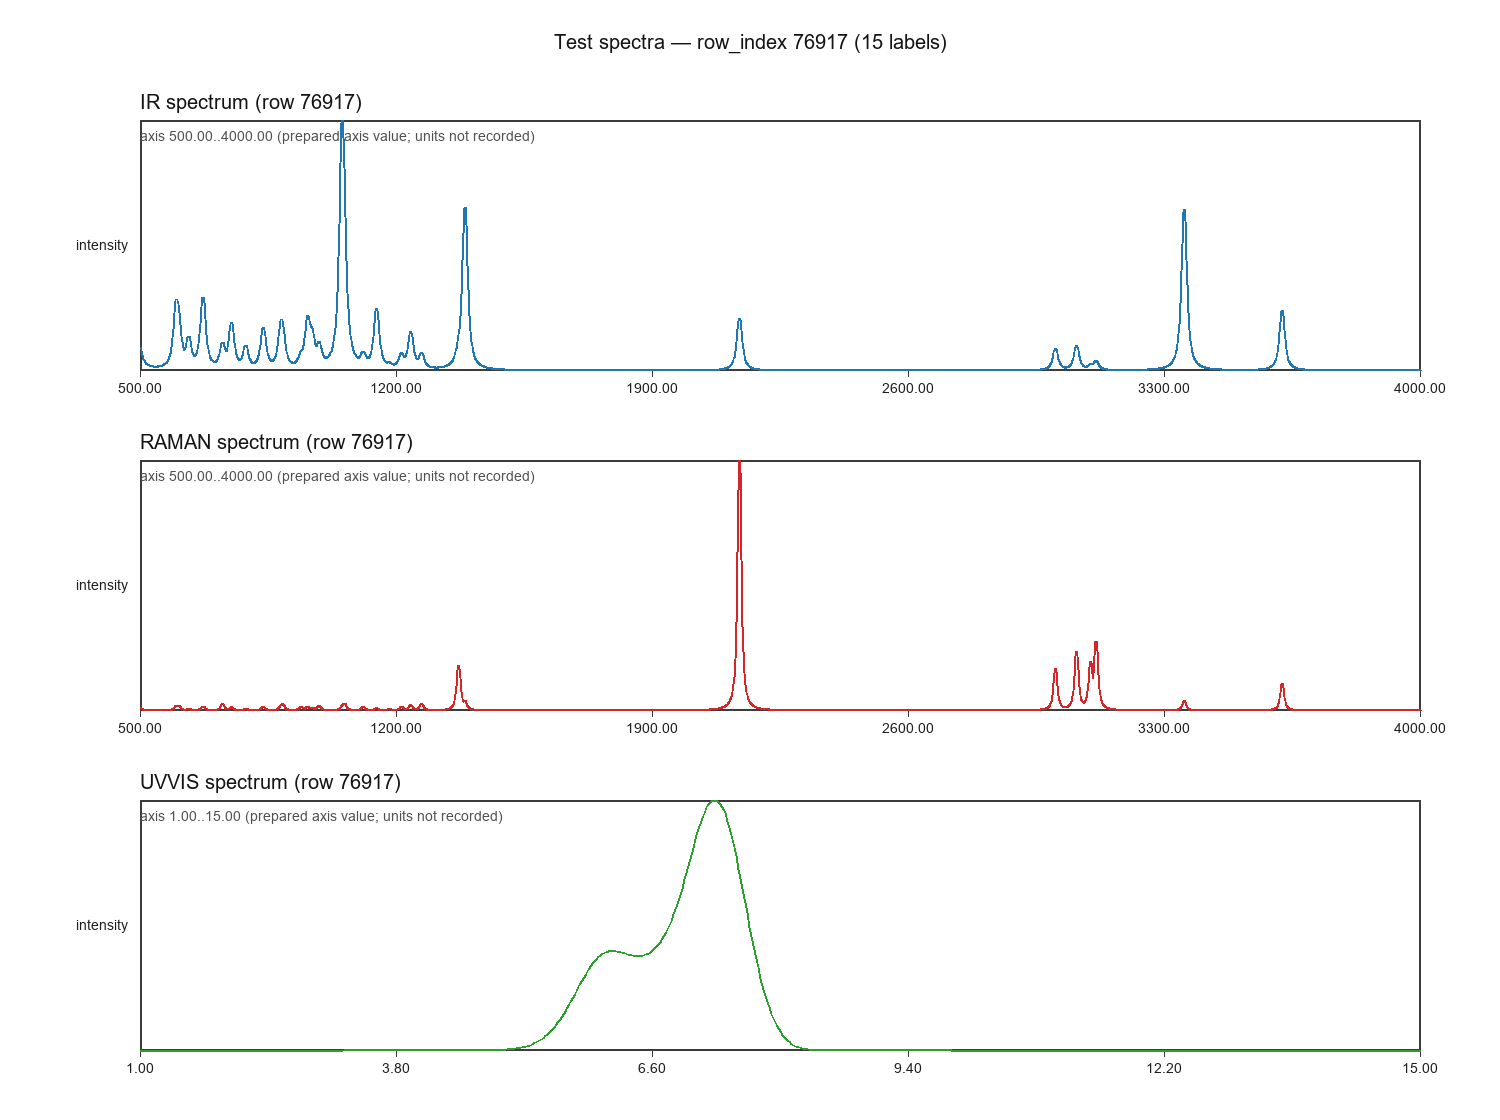 Test spectra — row_index 76917 (15 labels)
IR spectrum (row 76917)
axis 500.00..4000.00 (prepared axis value; units not recorded)
intensity
500.00 1200.00 1900.00 2600.00 3300.00 4000.00
RAMAN spectrum (row 76917)
axis 500.00..4000.00 (prepared axis value; units not recorded)
intensity
500.00 1200.00 1900.00 2600.00 3300.00 4000.00
UVVIS spectrum (row 76917)
axis 1.00..15.00 (prepared axis value; units not recorded)
intensity
1.00 3.80 6.60 9.40 12.20 15.00